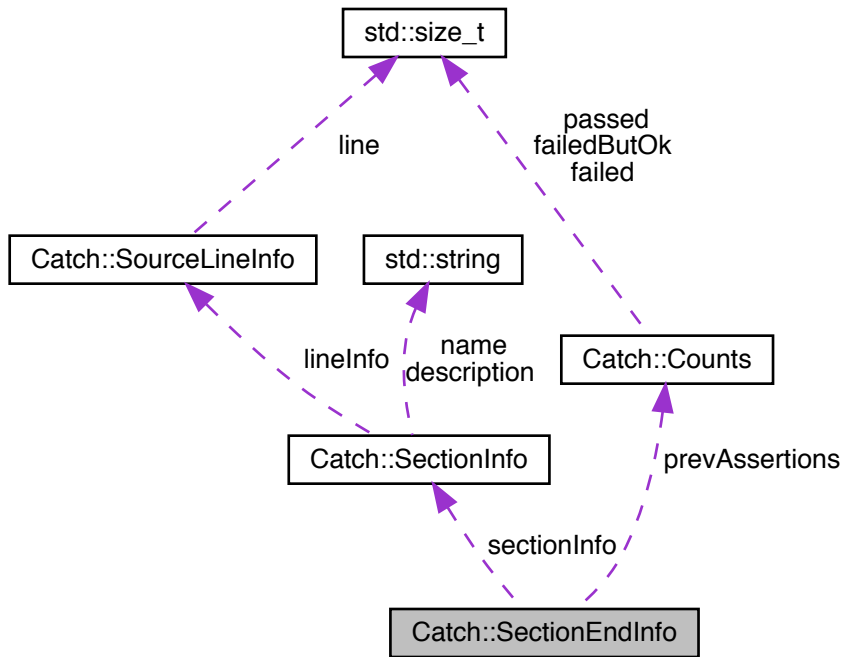 std::size_t
passed
failedButOk
failed
line
Catch::SourceLineInfo
std::string
lineInfo
name
description
Catch::Counts
Catch::SectionInfo
prevAssertions
sectionInfo
Catch::SectionEndInfo